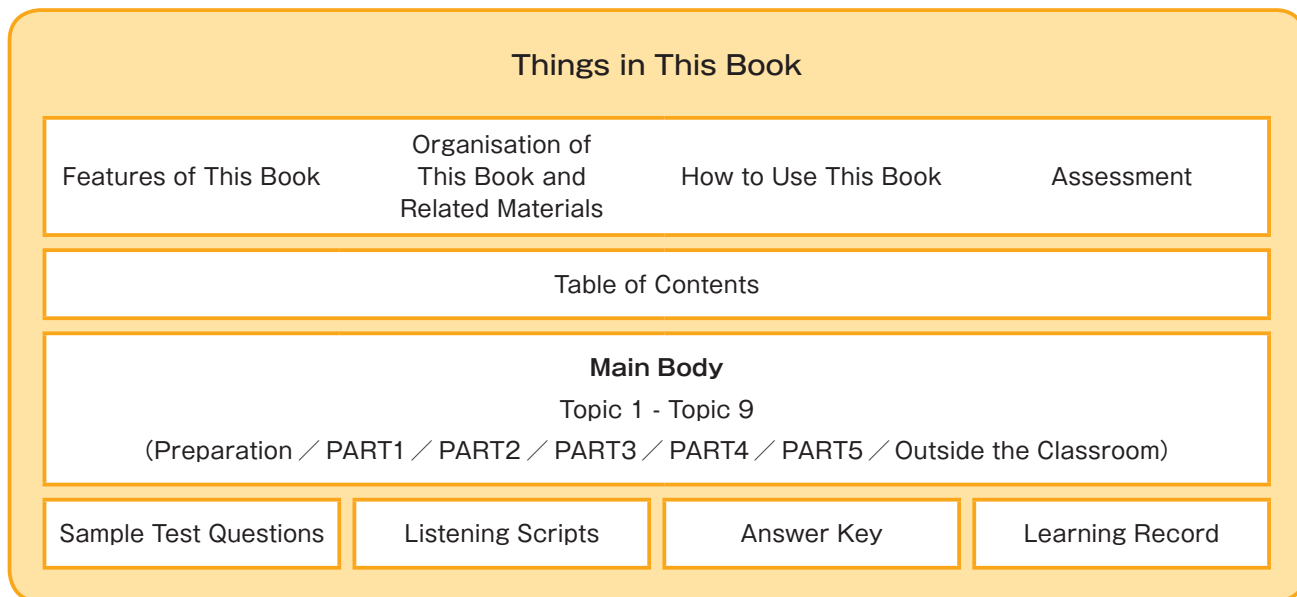 Things in This Book
Features of This Book
Organisation of
This Book and
Related Materials
How to Use This Book
Assessment
Table of Contents
Main Body
Topic 1 - Topic 9
(Preparation／PART1／PART2／PART3／PART4／PART5／Outside the Classroom)
Sample Test Questions
Listening Scripts
Answer Key
Learning Record